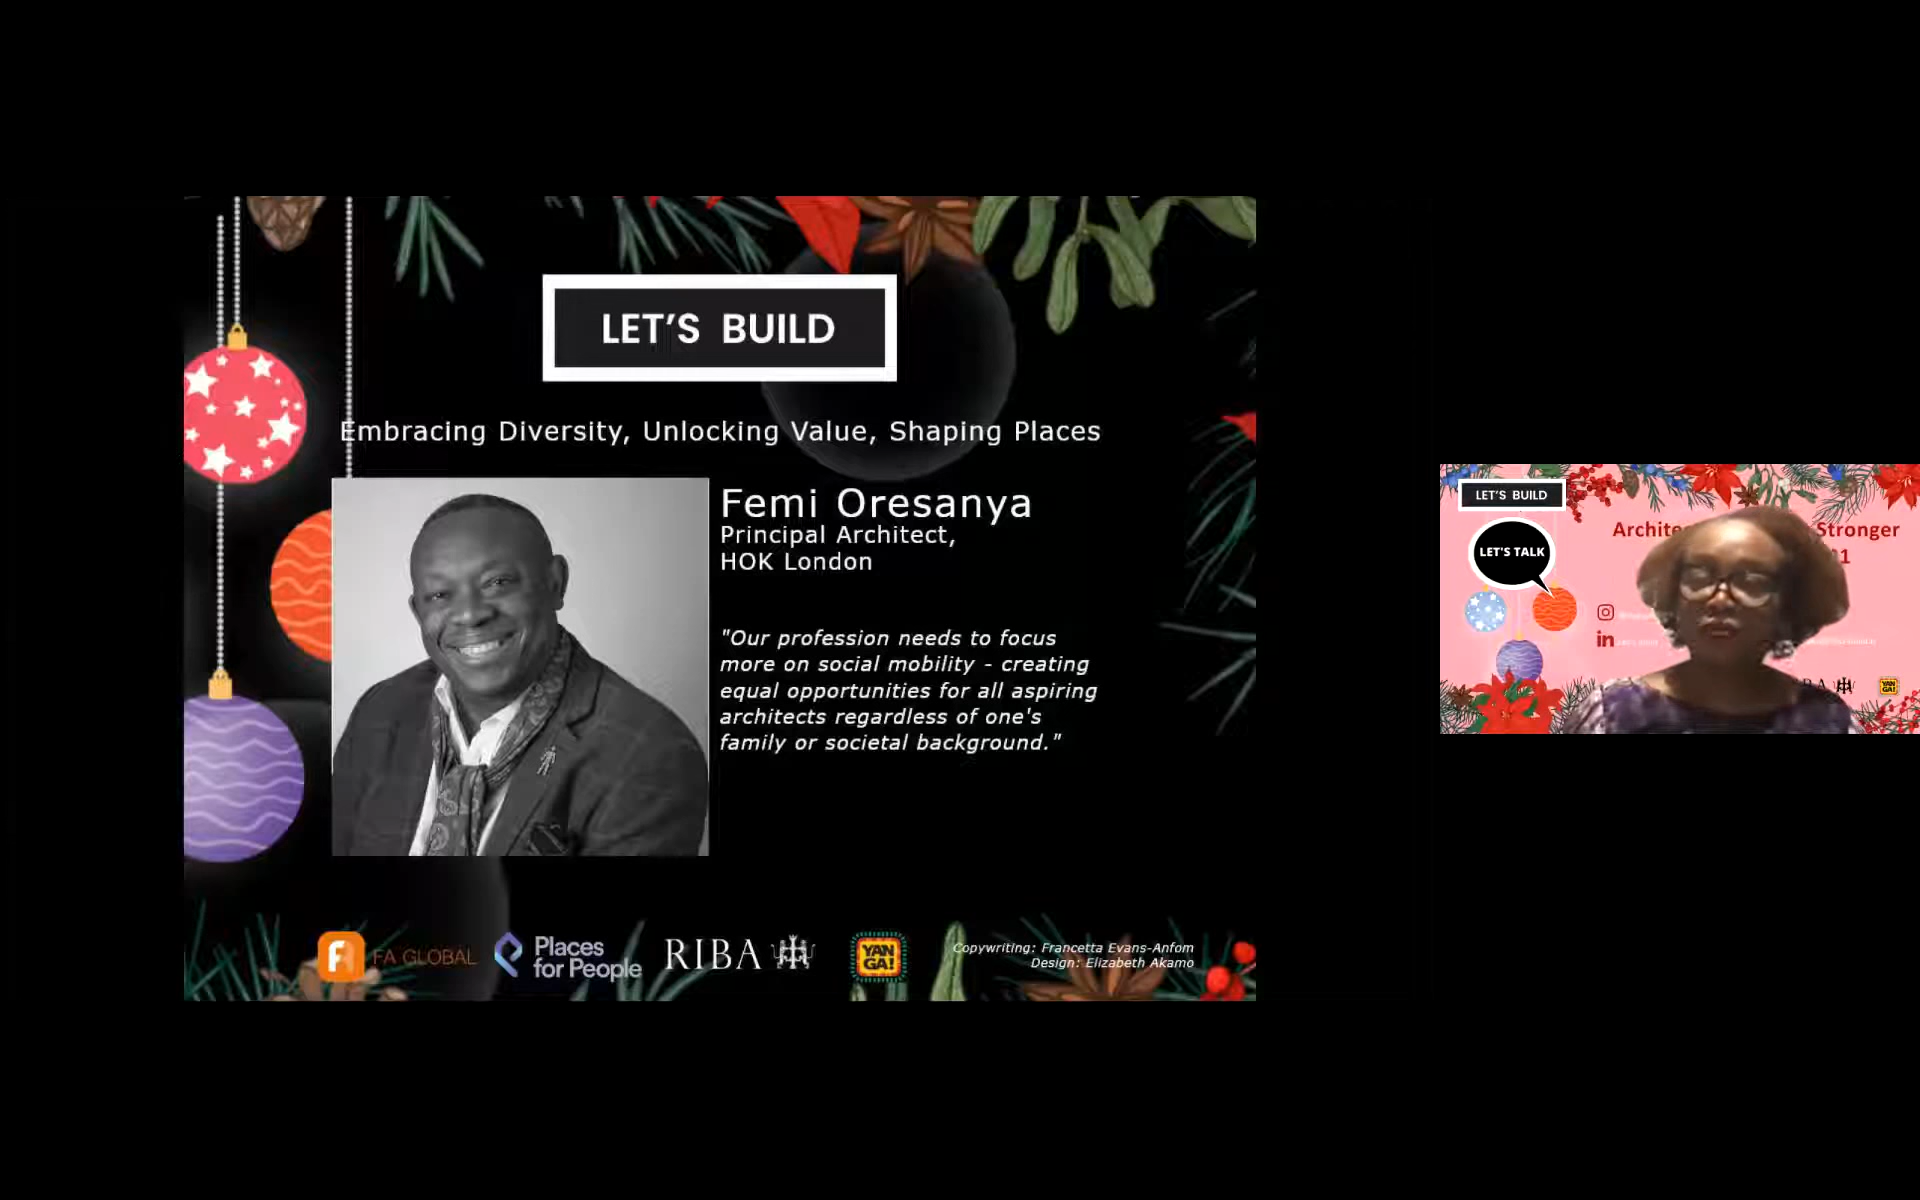 LET'S BUILD
Embracing Diversity, Unlocking Value, Shaping Places
Femi Oresanya
Principal Architect,
HOK London
"Our profession needs to focus
more on social mobility - creating
equal opportunities for all aspiring
architects regardless of one's
family or societal background."
FA GLOBAL
Places
for People
RIBA
YAN
GA!
Copywriting: Francetta Evans-Anfom
Design: Elizabeth Akamo
LET'S BUILD
LET'S TALK
Stronger
in
YAN
GA!